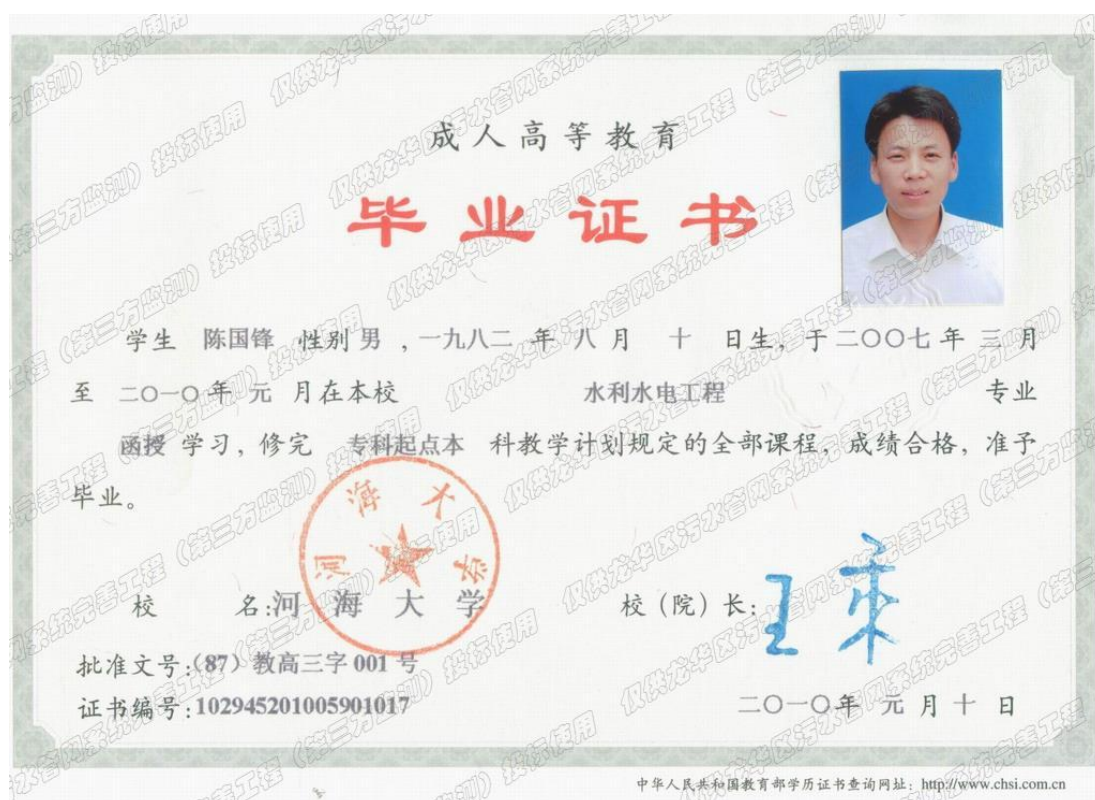 成人高等教育
毕业证书
学生 陈国锋 性别 男 ，一九八二 年 八 月 十 日生，于 二〇〇七 年 三 月
至 二〇一〇 年 元 月在本校 水利水电工程 专业
函授 学习，修完 专科起点本 科教学计划规定的全部课程，成绩合格，准予
毕业。
河海大学
校 名:河 海 大 学
校（院）长:
批准文号:（87）教高三字 001 号
证书编号:102945201005901017
二〇一〇年 元 月 十 日
中华人民共和国教育部学历证书查询网址：http://www.chsi.com.cn
仅供龙华区污水管网系统完善工程（第三方监测）投标使用